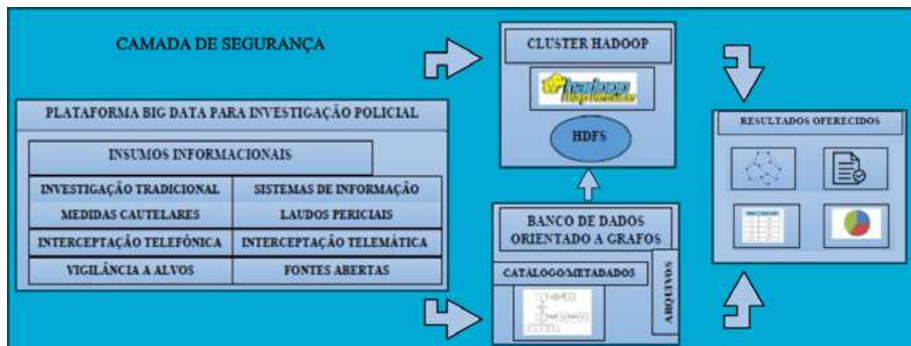 CAMADA DE SEGURANÇA
PLATAFORMA BIG DATA PARA INVESTIGAÇÃO POLICIAL
INSUMOS INFORMACIONAIS
INVESTIGAÇÃO TRADICIONAL
SISTEMAS DE INFORMAÇÃO
MEDIDAS CAUTELARES
LAUDOS PERICIAIS
INTERCEPTAÇÃO TELEFÔNICA
INTERCEPTAÇÃO TELEMÁTICA
VIGILÂNCIA A ALVOS
FONTES ABERTAS
CLUSTER HADOOP
hadoop
HDFS
BANCO DE DADOS
ORIENTADO A GRAFOS
CATÁLOGO/METADADOS
ARQUIVOS
RESULTADOS OFERECIDOS